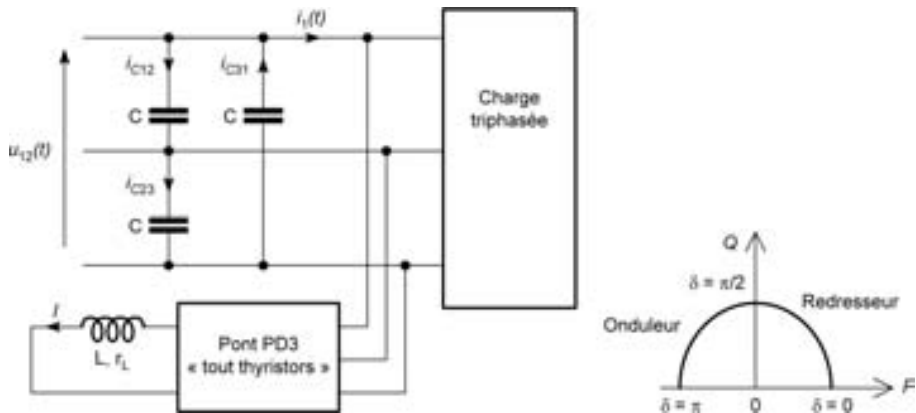 i1(t)
iC12
iC31
C
C
Charge
triphasée
u12(t)
iC23
C
I
L, rL
Pont PD3
« tout thyristors »
Q
δ = π/2
Redresseur
Onduleur
δ = π
0
δ = 0